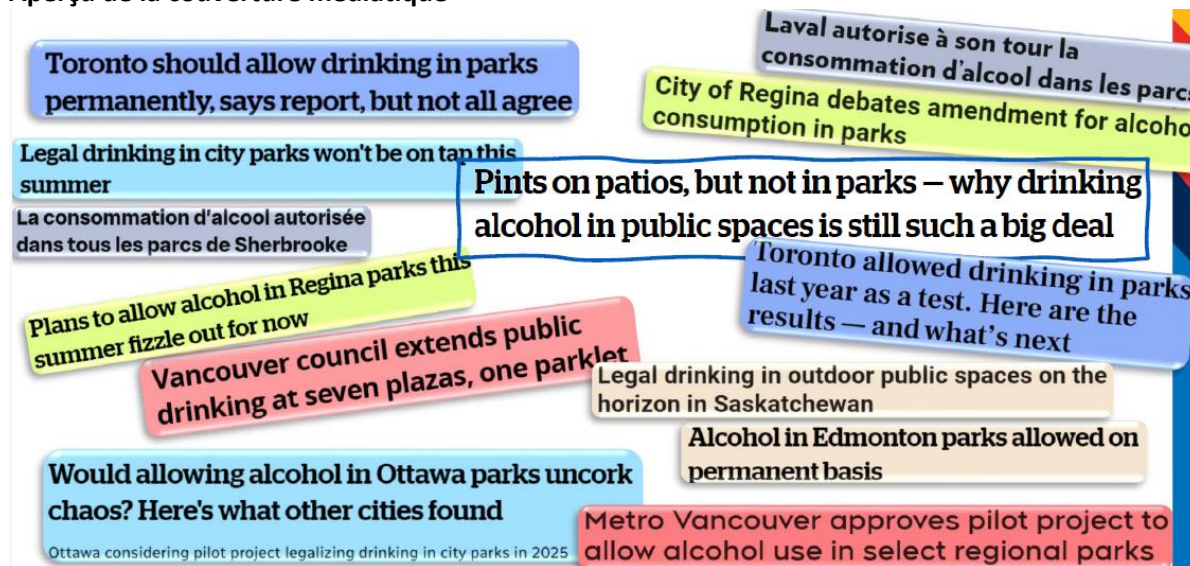 Aperçu de la couverture médiatique
Toronto should allow drinking in parks
permanently, says report, but not all agree
Laval autorise à son tour la
consommation d'alcool dans les parcs
City of Regina debates amendment for alcoho
consumption in parks
Legal drinking in city parks won't be on tap this
summer
Pints on patios, but not in parks – why drinking
alcohol in public spaces is still such a big deal
La consommation d'alcool autorisée
dans tous les parcs de Sherbrooke
Toronto allowed drinking in parks
last year as a test. Here are the
results — and what's next
Plans to allow alcohol in Regina parks this
summer fizzle out for now
Vancouver council extends public
drinking at seven plazas, one parklet
Legal drinking in outdoor public spaces on the
horizon in Saskatchewan
Alcohol in Edmonton parks allowed on
permanent basis
Would allowing alcohol in Ottawa parks uncork
chaos? Here's what other cities found
Ottawa considering pilot project legalizing drinking in city parks in 2025
Metro Vancouver approves pilot project to
allow alcohol use in select regional parks